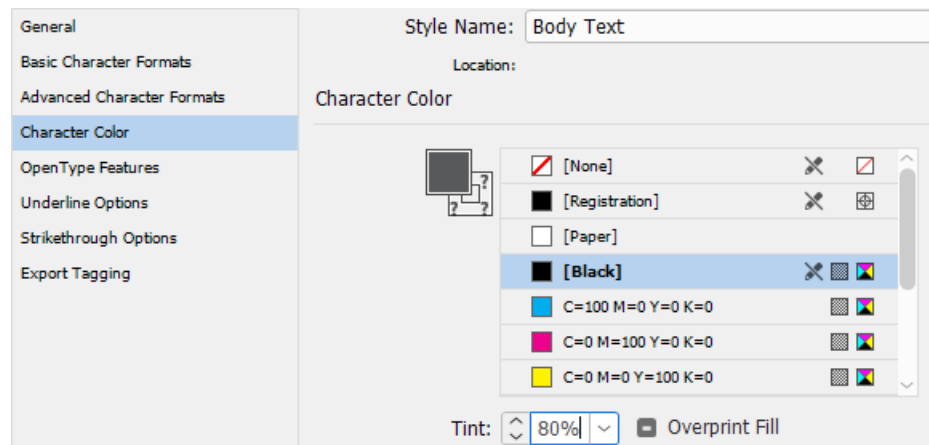 General
Basic Character Formats
Advanced Character Formats
Character Color
OpenType Features
Underline Options
Strikethrough Options
Export Tagging
Style Name: Body Text
Location:
Character Color
? ? ?
[None]
[Registration]
[Paper]
[Black]
C=100 M=0 Y=0 K=0
C=0 M=100 Y=0 K=0
C=0 M=0 Y=100 K=0
Tint: 80% Overprint Fill